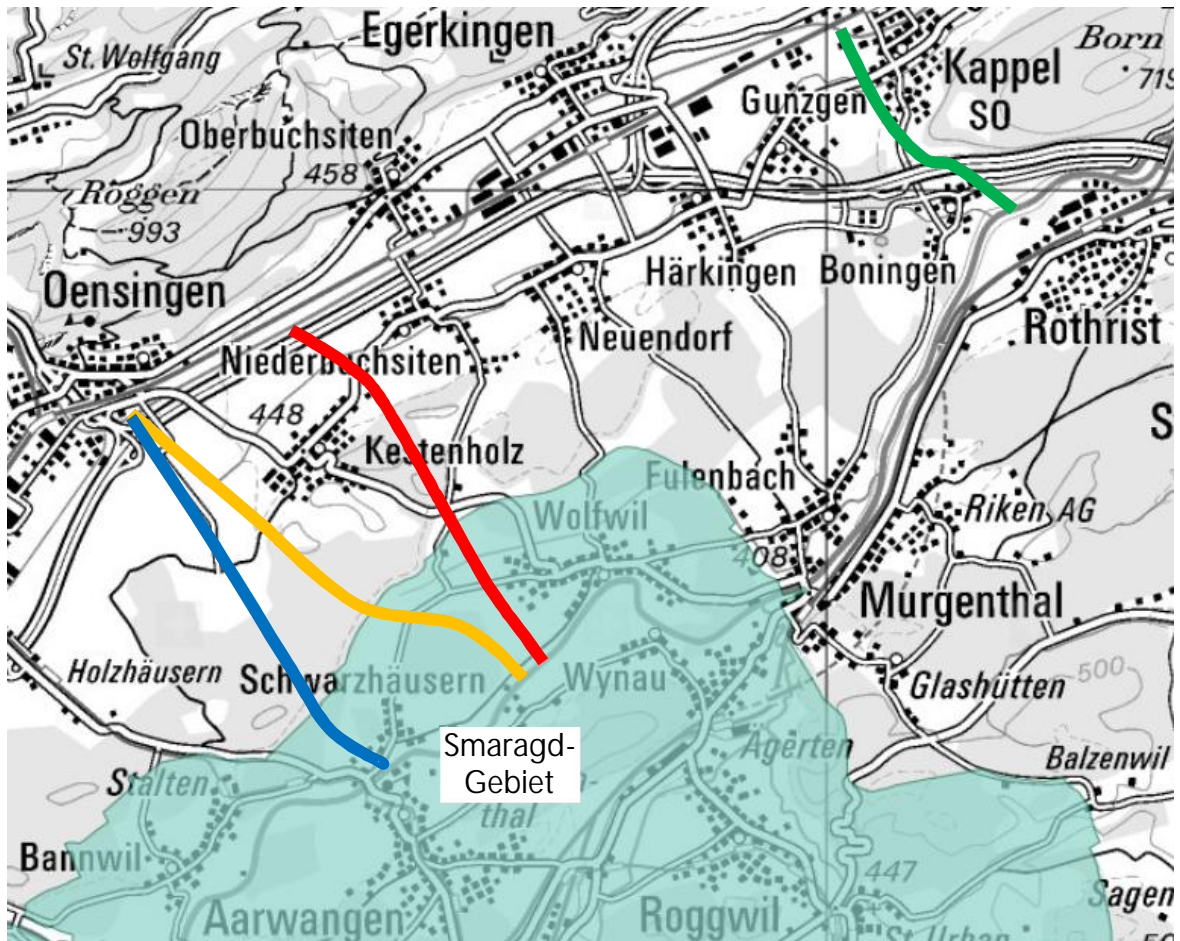 Egerkingen
St. Wolfgang
Born
719
Kappel
SO
Gunzgen
Oberbuchsiten
458
Roggen
993
Oensingen
Härkingen
Boningen
Neuendorf
Rothrist
Niederbuchsiten
448
Kestenholz
Fulenbach
S
Wolfwil
Riken AG
408
Murgenthal
Holzhäusern
Schwarzhäusern
Wynau
500
Glashütten
Smaragd-
Gebiet
Ägerten
Balzenwil
Stalten
thal
Bannwil
447
Sagen
Aarwangen
Roggwil
St. Urban